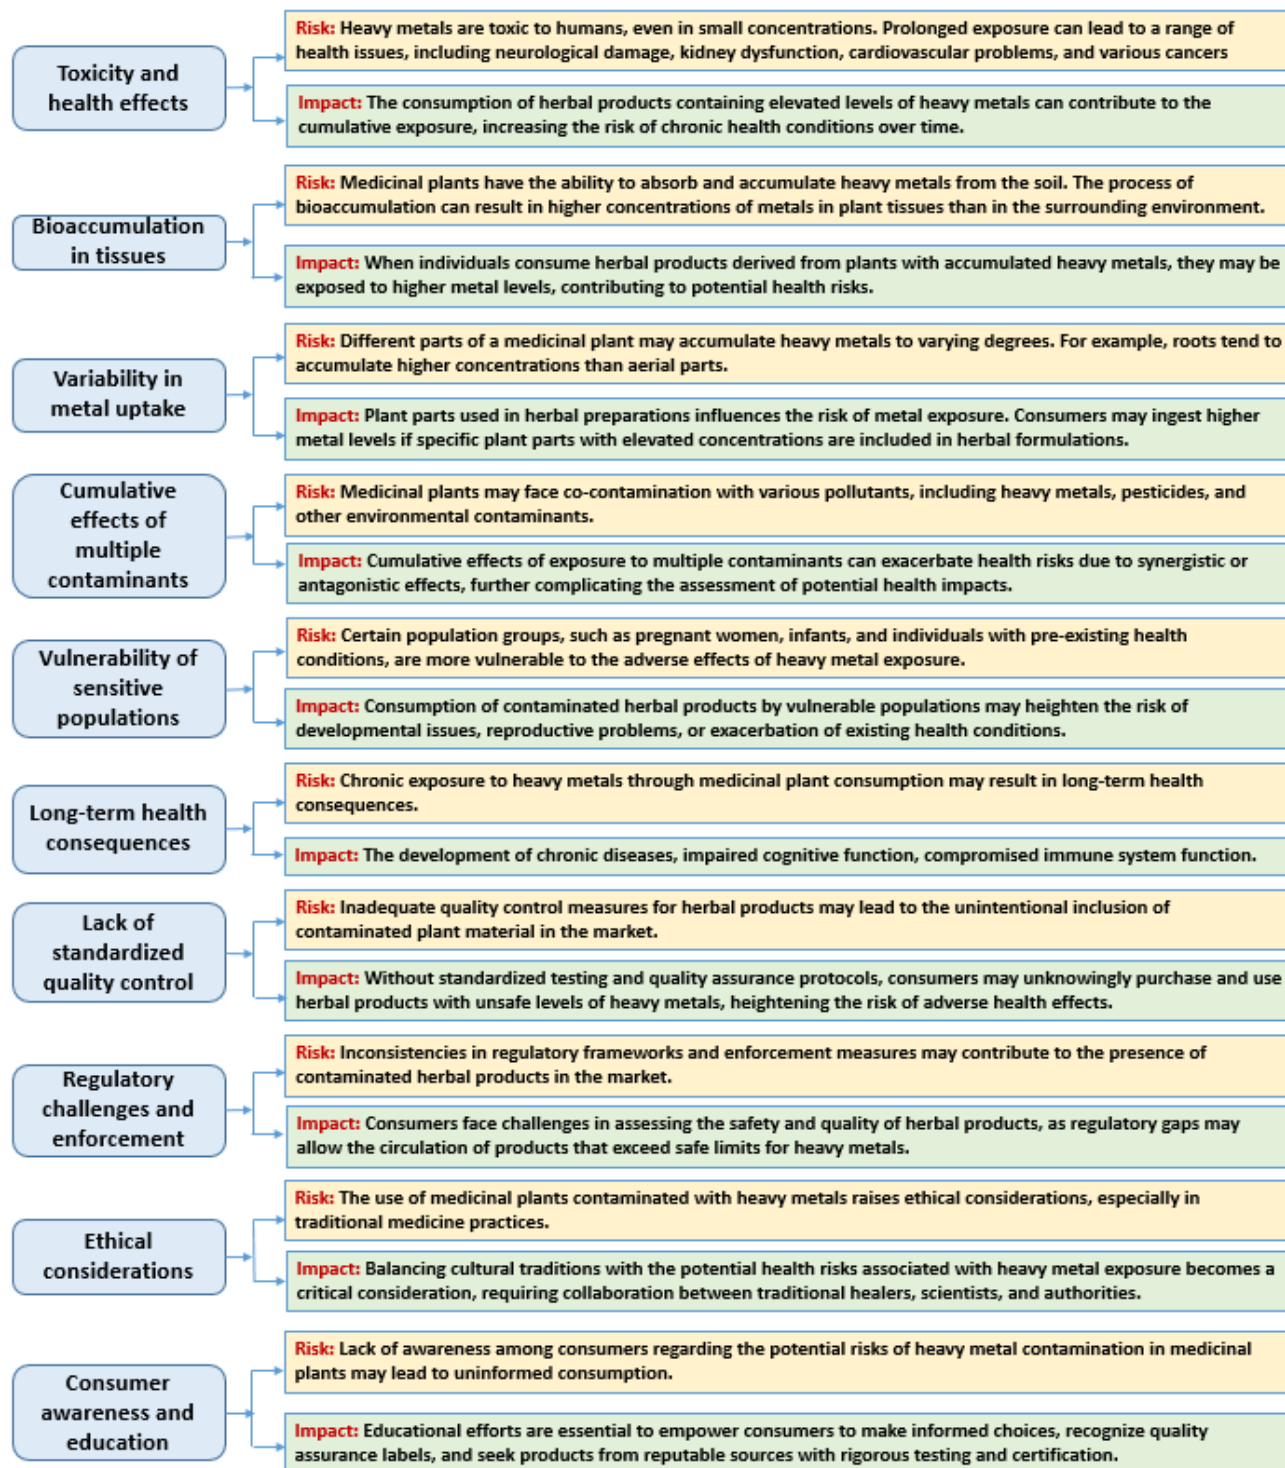 Toxicity and
health effects
Risk: Heavy metals are toxic to humans, even in small concentrations. Prolonged exposure can lead to a range of
health issues, including neurological damage, kidney dysfunction, cardiovascular problems, and various cancers
Impact: The consumption of herbal products containing elevated levels of heavy metals can contribute to the
cumulative exposure, increasing the risk of chronic health conditions over time.
Bioaccumulation
in tissues
Risk: Medicinal plants have the ability to absorb and accumulate heavy metals from the soil. The process of
bioaccumulation can result in higher concentrations of metals in plant tissues than in the surrounding environment.
Impact: When individuals consume herbal products derived from plants with accumulated heavy metals, they may be
exposed to higher metal levels, contributing to potential health risks.
Variability in
metal uptake
Risk: Different parts of a medicinal plant may accumulate heavy metals to varying degrees. For example, roots tend to
accumulate higher concentrations than aerial parts.
Impact: Plant parts used in herbal preparations influences the risk of metal exposure. Consumers may ingest higher
metal levels if specific plant parts with elevated concentrations are included in herbal formulations.
Cumulative
effects of
multiple
contaminants
Risk: Medicinal plants may face co-contamination with various pollutants, including heavy metals, pesticides, and
other environmental contaminants.
Impact: Cumulative effects of exposure to multiple contaminants can exacerbate health risks due to synergistic or
antagonistic effects, further complicating the assessment of potential health impacts.
Vulnerability of
sensitive
populations
Risk: Certain population groups, such as pregnant women, infants, and individuals with pre-existing health
conditions, are more vulnerable to the adverse effects of heavy metal exposure.
Impact: Consumption of contaminated herbal products by vulnerable populations may heighten the risk of
developmental issues, reproductive problems, or exacerbation of existing health conditions.
Long-term health
consequences
Risk: Chronic exposure to heavy metals through medicinal plant consumption may result in long-term health
consequences.
Impact: The development of chronic diseases, impaired cognitive function, compromised immune system function.
Lack of
standardized
quality control
Risk: Inadequate quality control measures for herbal products may lead to the unintentional inclusion of
contaminated plant material in the market.
Impact: Without standardized testing and quality assurance protocols, consumers may unknowingly purchase and use
herbal products with unsafe levels of heavy metals, heightening the risk of adverse health effects.
Regulatory
challenges and
enforcement
Risk: Inconsistencies in regulatory frameworks and enforcement measures may contribute to the presence of
contaminated herbal products in the market.
Impact: Consumers face challenges in assessing the safety and quality of herbal products, as regulatory gaps may
allow the circulation of products that exceed safe limits for heavy metals.
Ethical
considerations
Risk: The use of medicinal plants contaminated with heavy metals raises ethical considerations, especially in
traditional medicine practices.
Impact: Balancing cultural traditions with the potential health risks associated with heavy metal exposure becomes a
critical consideration, requiring collaboration between traditional healers, scientists, and authorities.
Consumer
awareness and
education
Risk: Lack of awareness among consumers regarding the potential risks of heavy metal contamination in medicinal
plants may lead to uninformed consumption.
Impact: Educational efforts are essential to empower consumers to make informed choices, recognize quality
assurance labels, and seek products from reputable sources with rigorous testing and certification.